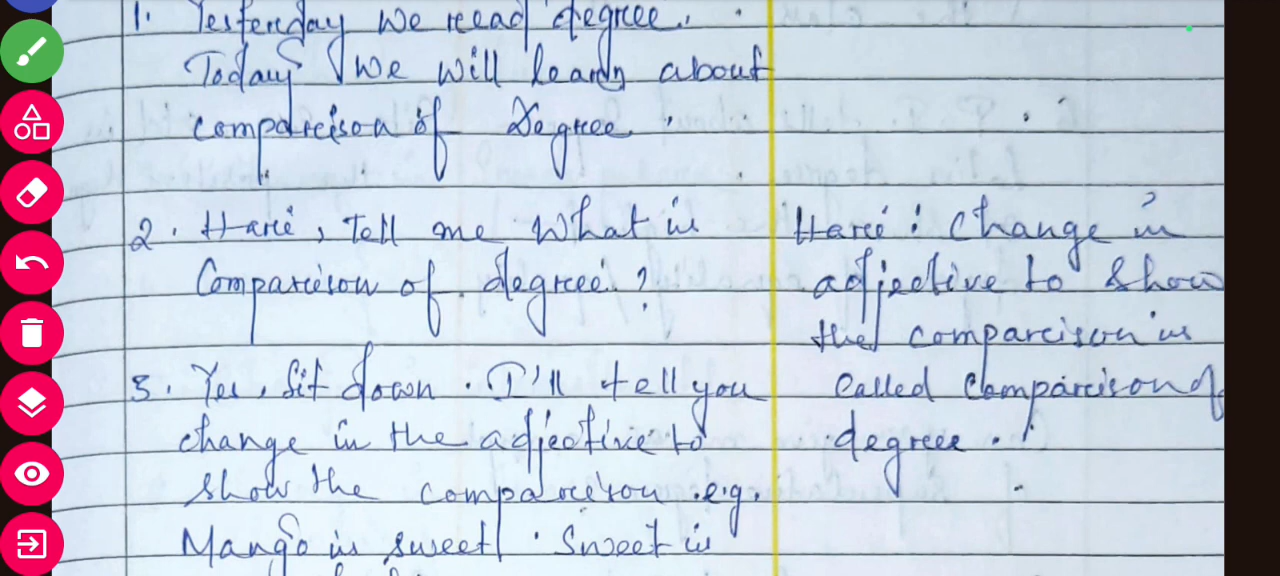 1. Yesterday we read degree.
Today we will learn about
comparison of Degree.
2. Hari, Tell me What is
Comparison of degree?
3. Yes, Sit down. I'll tell you
change in the adjective to
show the comparison. e.g.
Mango is sweet. Sweet is
Hari: Change in
adjective to show
the comparison is
called Comparison of
degree.